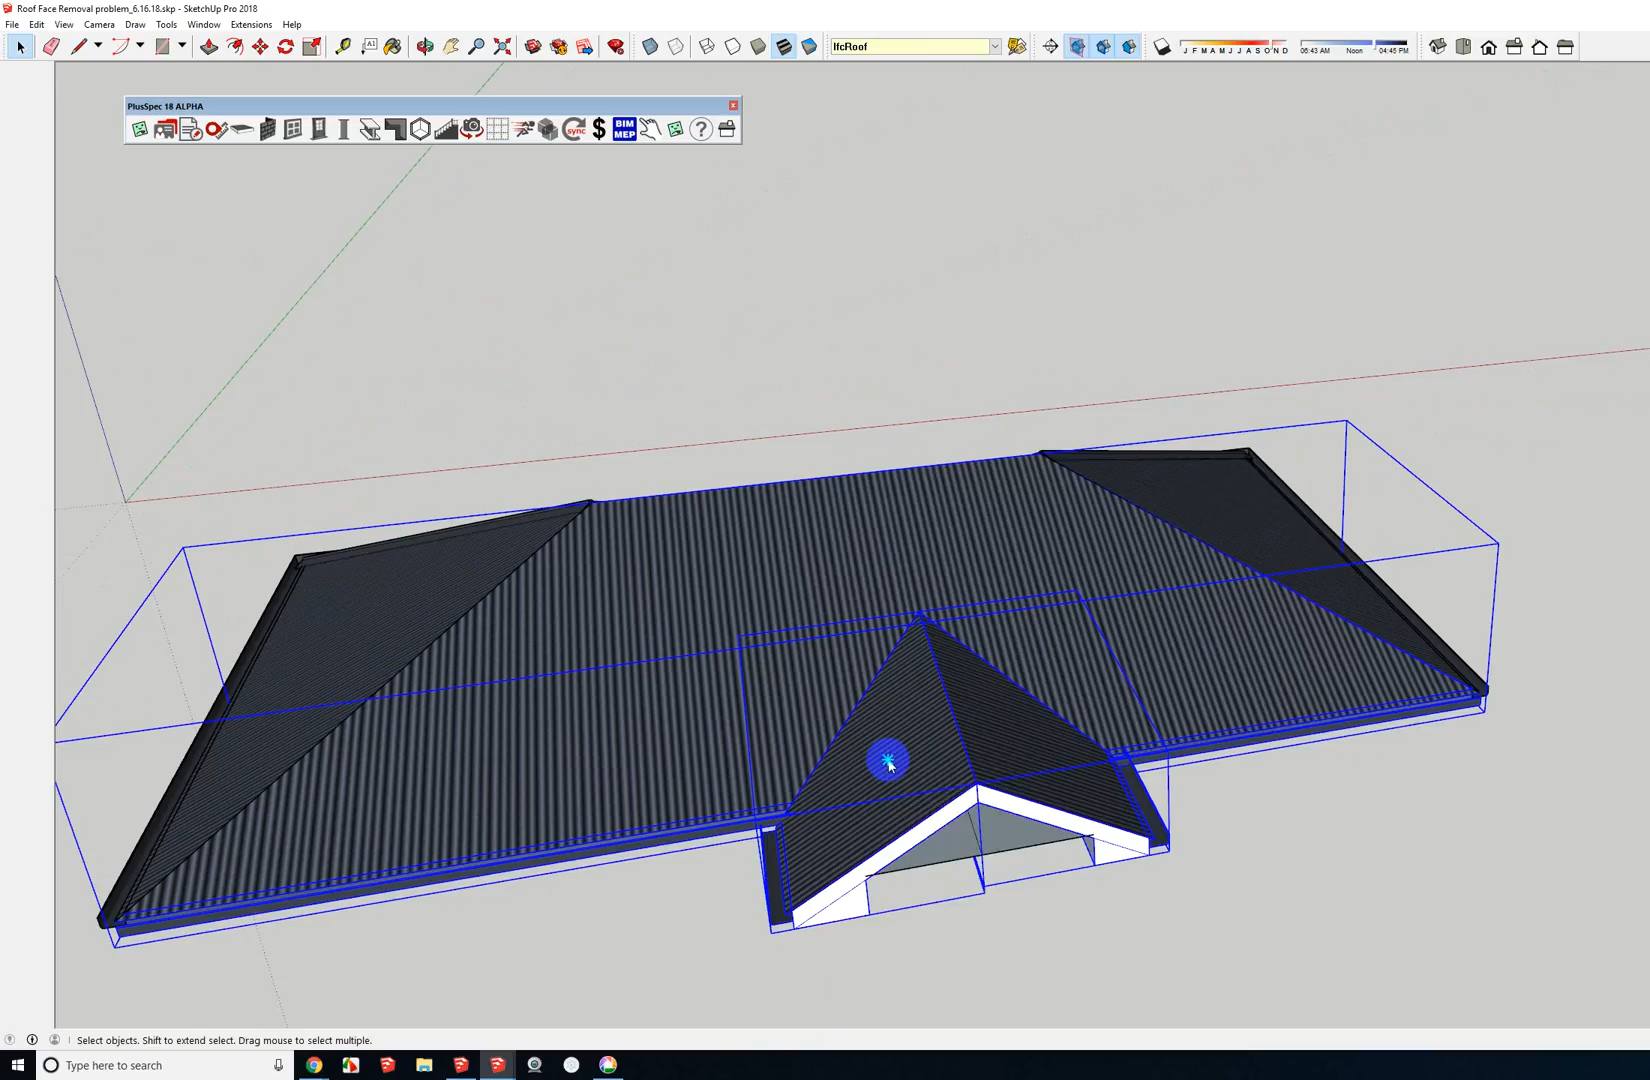 Roof Face Removal problem_6.16.18.skp - SketchUp Pro 2018
File Edit View Camera Draw Tools Window Extensions Help
IfcRoof
J F M A M J J A S O N D
06:43 AM Noon 04:45 PM
PlusSpec 18 ALPHA
sync $ BIM MEP ?
Select objects. Shift to extend select. Drag mouse to select multiple.
Type here to search